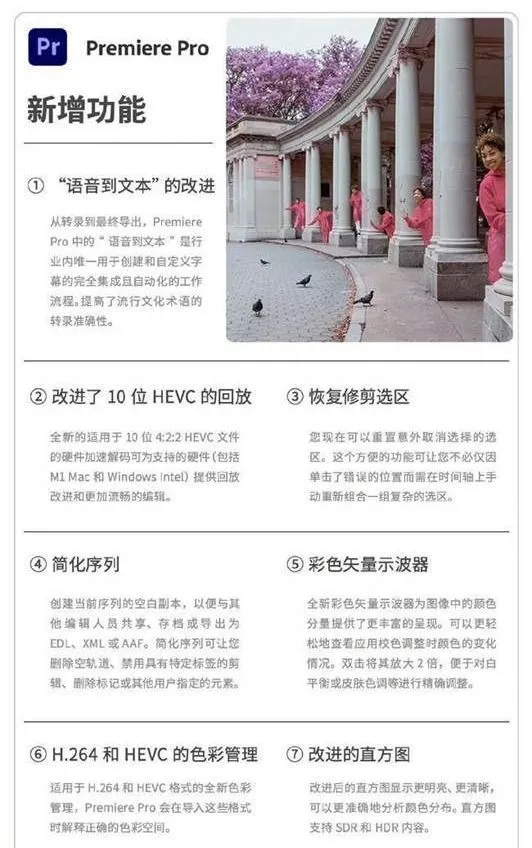 Pr Premiere Pro
新增功能
① “语音到文本”的改进
从转录到最终导出，Premiere
Pro 中的“ 语音到文本 ”是行
业内唯一用于创建和自定义字
幕的完全集成且自动化的工作
流程。提高了流行文化术语的
转录准确性。
② 改进了 10 位 HEVC 的回放
全新的适用于 10 位 4:2:2 HEVC 文件
的硬件加速解码可为支持的硬件（包括
M1 Mac 和 Windows Intel）提供回放
改进和更加流畅的编辑。
③ 恢复修剪选区
您现在可以重置意外取消选择的选
区。这个方便的功能可让您不必仅因
单击了错误的位置而需在时间轴上手
动重新组合一组复杂的选区。
④ 简化序列
创建当前序列的空白副本，以便与其
他编辑人员共享、存档或导出为
EDL、XML 或 AAF。简化序列可让您
删除空轨道、禁用具有特定标签的剪
辑、删除标记或其他用户指定的元素。
⑤ 彩色矢量示波器
全新彩色矢量示波器为图像中的颜色
分量提供了更丰富的呈现。可以更轻
松地查看应用校色调整时颜色的变化
情况。双击将其放大 2 倍，便于对白
平衡或皮肤色调等进行精确调整。
⑥ H.264 和 HEVC 的色彩管理
适用于 H.264 和 HEVC 格式的全新色彩
管理，Premiere Pro 会在导入这些格式
时解释正确的色彩空间。
⑦ 改进的直方图
改进后的直方图显示更明亮、更清晰，
可以更准确地分析颜色分布。直方图
支持 SDR 和 HDR 内容。